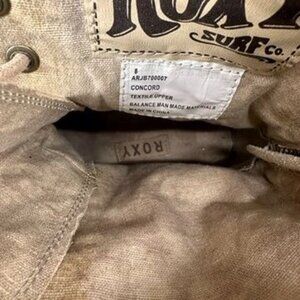 ROXY
SURF Co.
8
ARJB700007
CONCORD
TEXTILE UPPER
BALANCE MAN MADE MATERIALS
MADE IN CHINA
ROXY